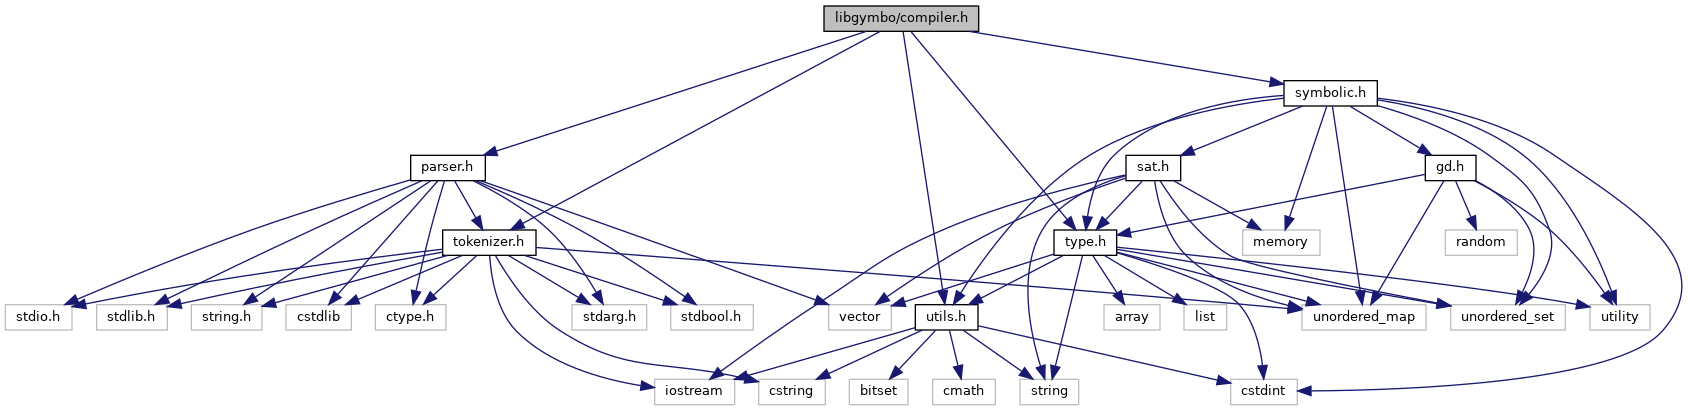 libgymbo/compiler.h
symbolic.h
parser.h
sat.h
gd.h
tokenizer.h
type.h
memory
random
stdio.h
stdlib.h
string.h
cstdlib
ctype.h
stdarg.h
stdbool.h
vector
utils.h
array
list
unordered_map
unordered_set
utility
iostream
cstring
bitset
cmath
string
cstdint